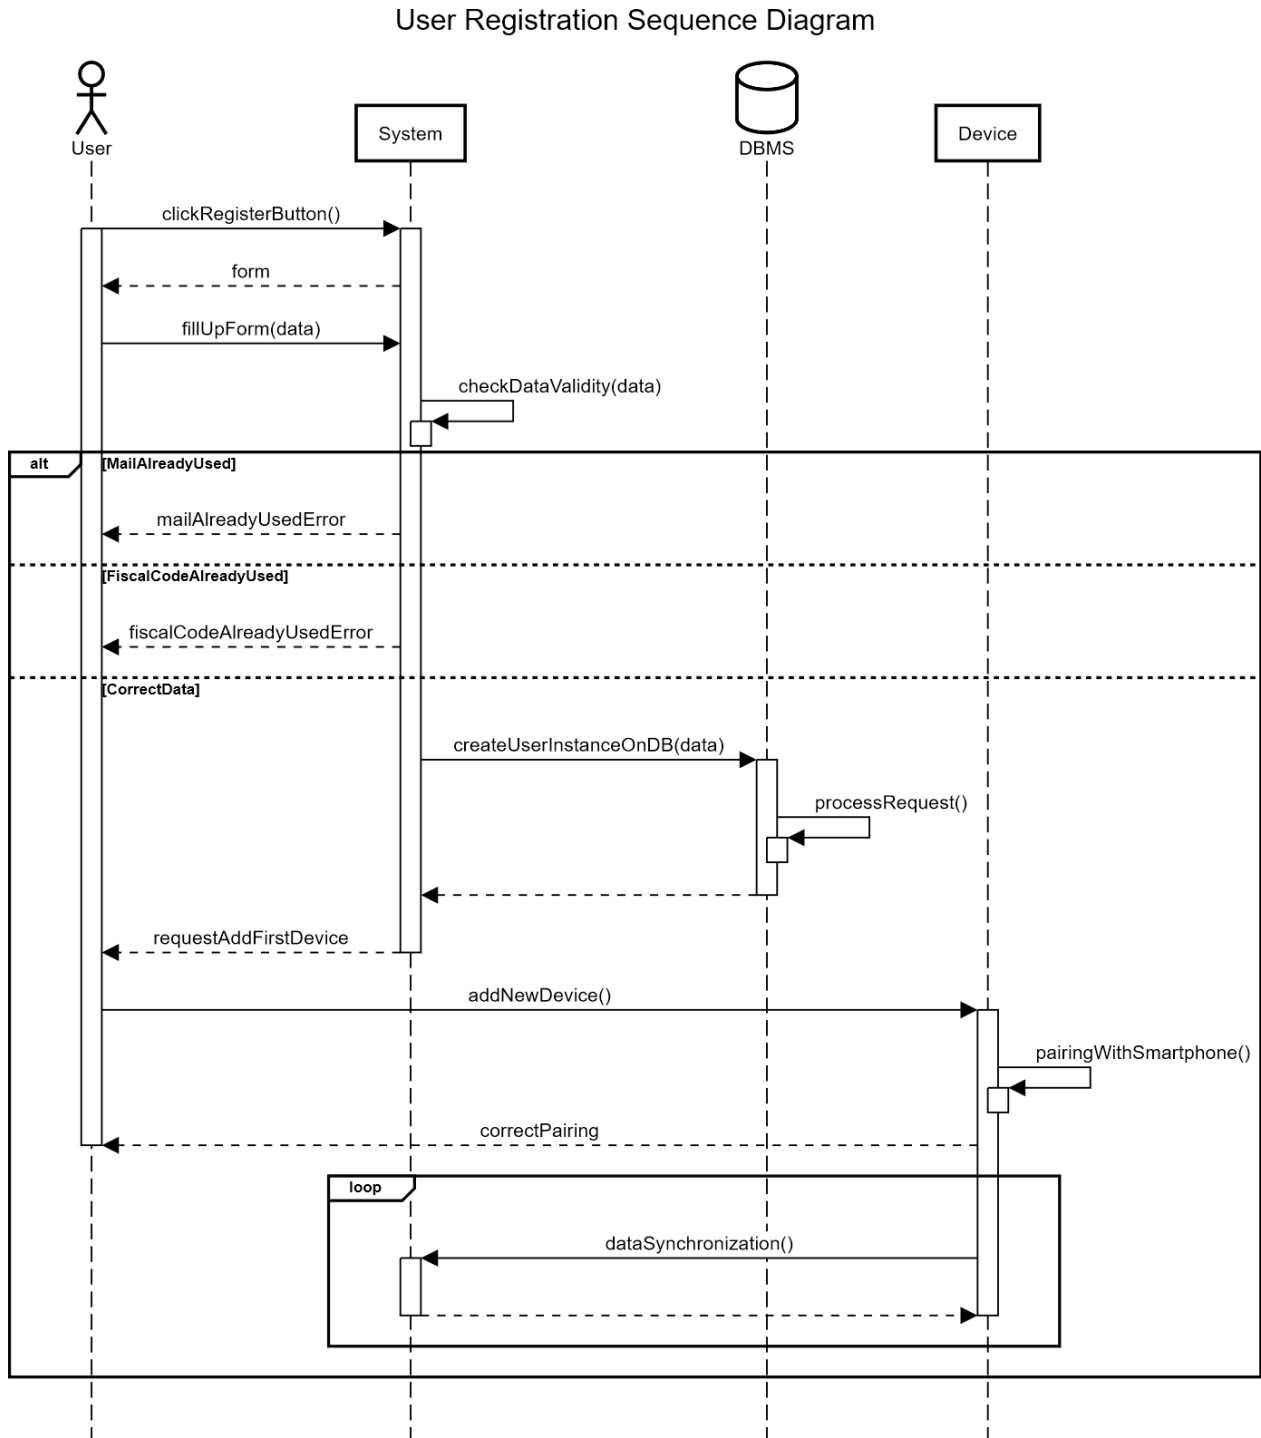 User Registration Sequence Diagram
User
System
DBMS
Device
clickRegisterButton()
form
fillUpForm(data)
checkDataValidity(data)
alt
[MailAlreadyUsed]
mailAlreadyUsedError
[FiscalCodeAlreadyUsed]
fiscalCodeAlreadyUsedError
[CorrectData]
createUserInstanceOnDB(data)
processRequest()
requestAddFirstDevice
addNewDevice()
pairingWithSmartphone()
correctPairing
loop
dataSynchronization()